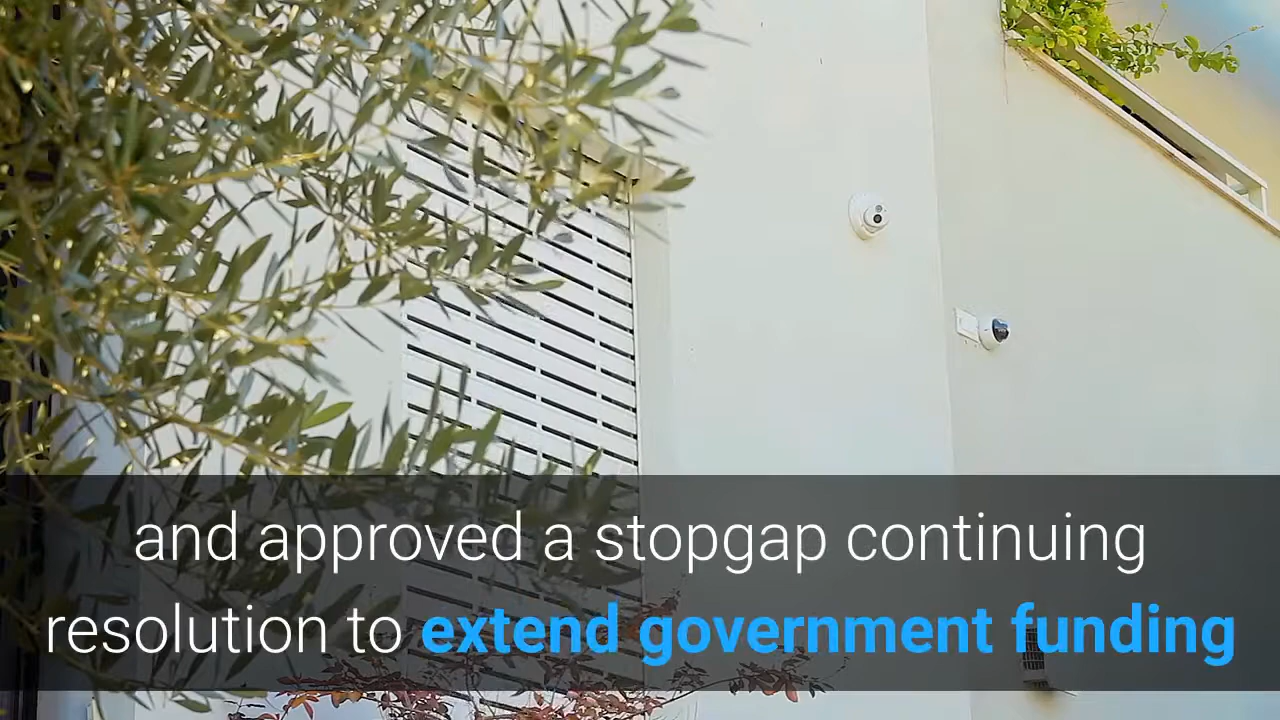 and approved a stopgap continuing
resolution to extend government funding